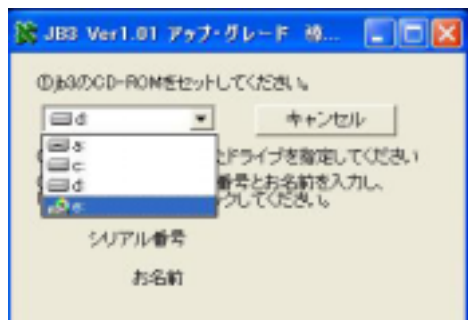 JB3 Ver1.01 アップ・グレード
①jb3のCD-ROMをセットしてください。
d:
キャンセル
a:
c:
d:
e:
たドライブを指定してください
番号とお名前を入力し、
クしてください。
シリアル番号
お名前